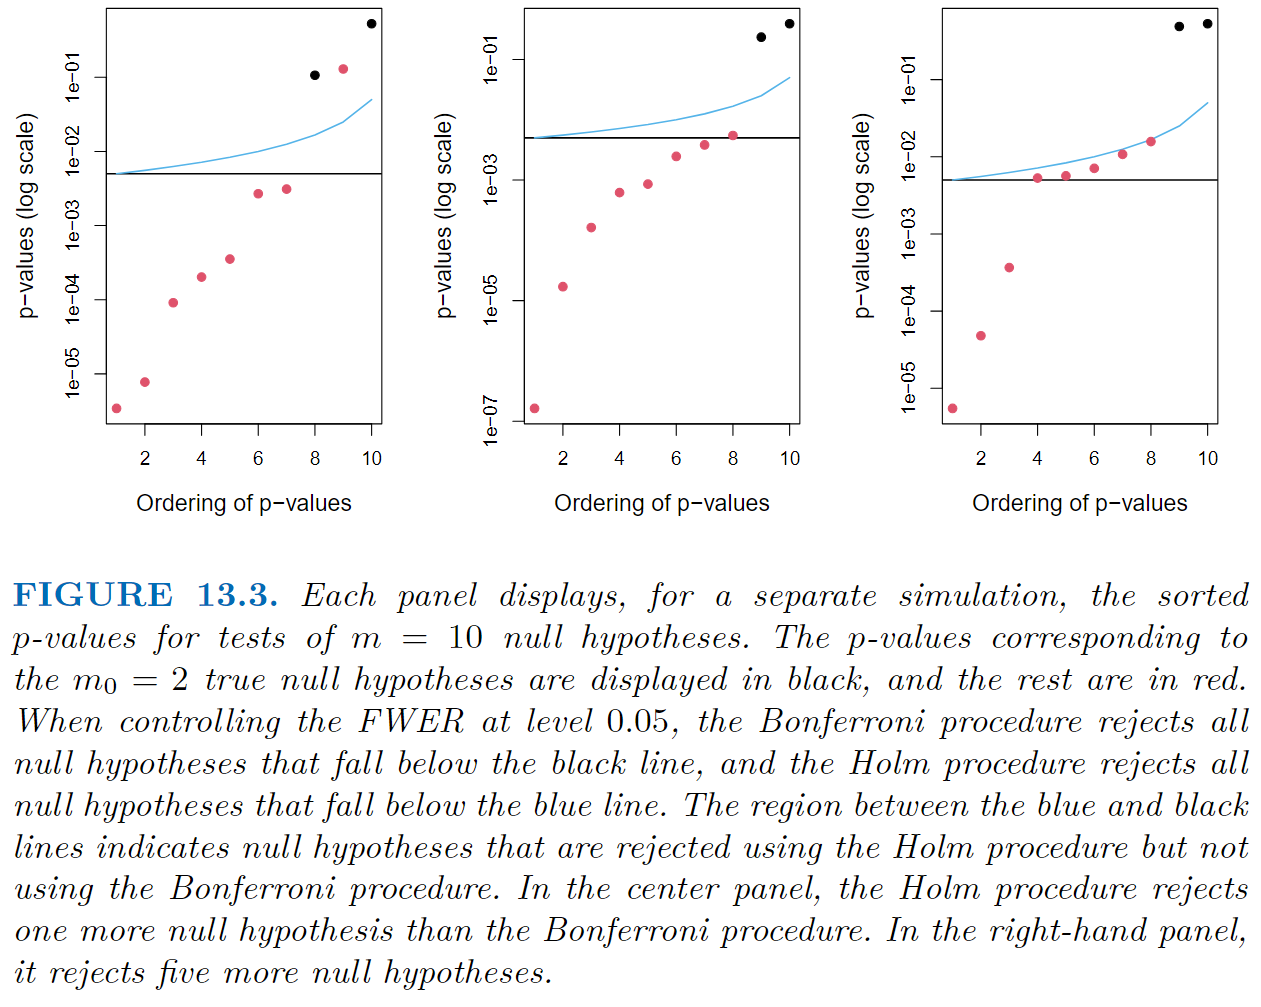 1e−01
1e−02
1e−03
1e−04
1e−05
p−values (log scale)
2 4 6 8 10
Ordering of p−values
1e−01
1e−03
1e−05
1e−07
p−values (log scale)
2 4 6 8 10
Ordering of p−values
1e−01
1e−02
1e−03
1e−04
1e−05
p−values (log scale)
2 4 6 8 10
Ordering of p−values
FIGURE 13.3. Each panel displays, for a separate simulation, the sorted
p-values for tests of m = 10 null hypotheses. The p-values corresponding to
the m₀ = 2 true null hypotheses are displayed in black, and the rest are in red.
When controlling the FWER at level 0.05, the Bonferroni procedure rejects all
null hypotheses that fall below the black line, and the Holm procedure rejects all
null hypotheses that fall below the blue line. The region between the blue and black
lines indicates null hypotheses that are rejected using the Holm procedure but not
using the Bonferroni procedure. In the center panel, the Holm procedure rejects
one more null hypothesis than the Bonferroni procedure. In the right-hand panel,
it rejects five more null hypotheses.